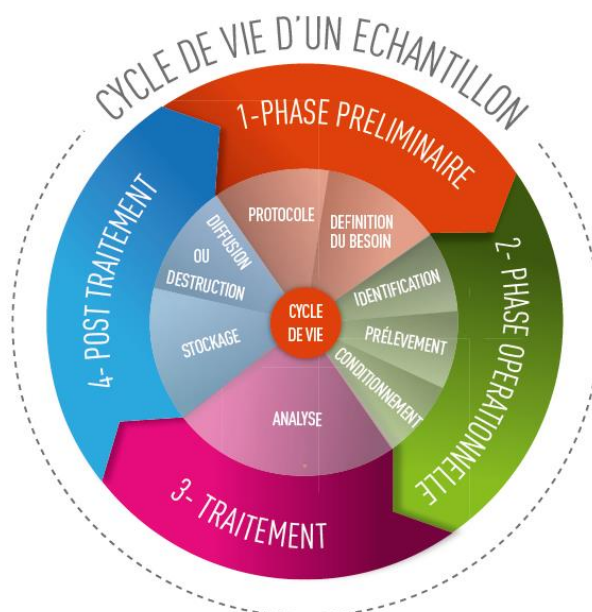 CYCLE DE VIE D'UN ECHANTILLON
1-PHASE PRELIMINAIRE
PROTOCOLE
DEFINITION
DU BESOIN
2- PHASE OPERATIONNELLE
IDENTIFICATION
PRÉLEVEMENT
CONDITIONNEMENT
3- TRAITEMENT
ANALYSE
4- POST TRAITEMENT
STOCKAGE
DIFFUSION
OU
DESTRUCTION
CYCLE
DE VIE